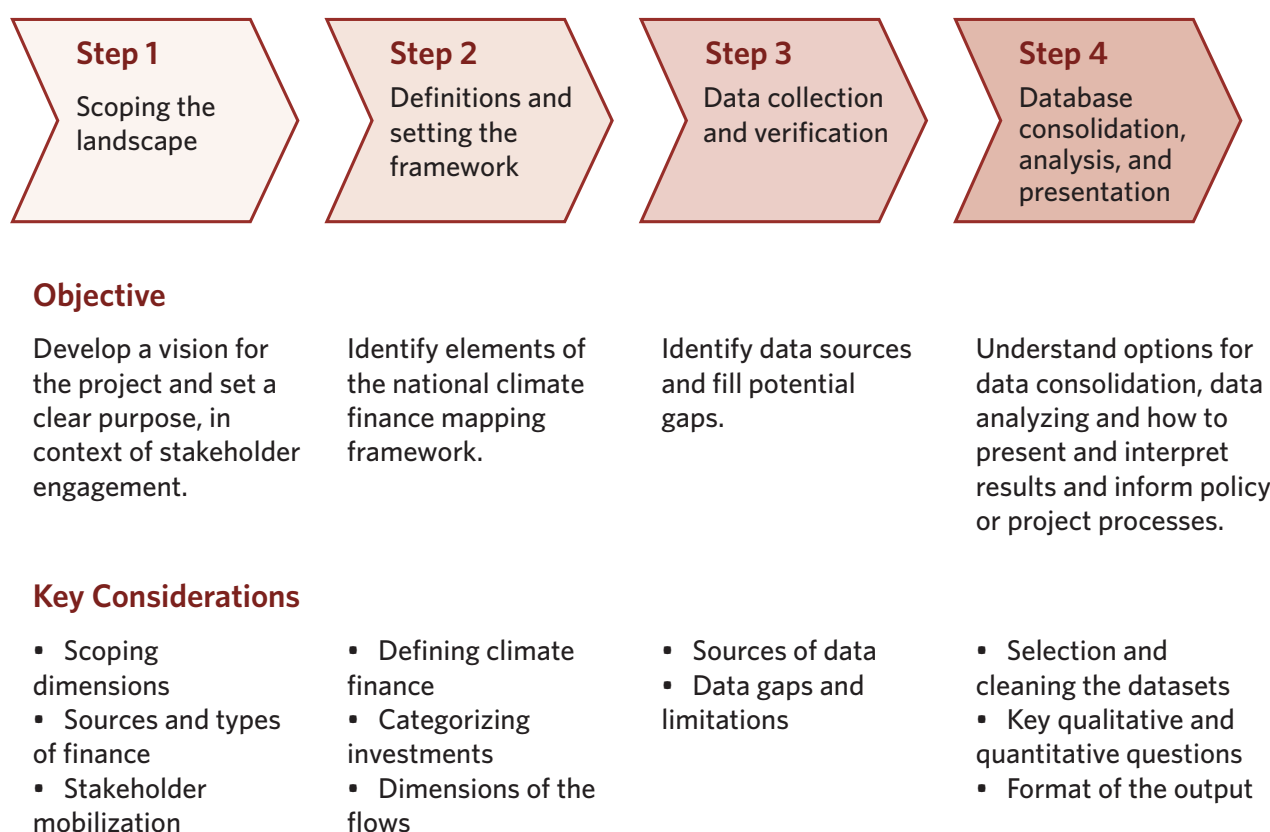 Step 1
Scoping the
landscape
Step 2
Definitions and
setting the
framework
Step 3
Data collection
and verification
Step 4
Database
consolidation,
analysis, and
presentation
Objective
Develop a vision for
the project and set a
clear purpose, in
context of stakeholder
engagement.
Identify elements of
the national climate
finance mapping
framework.
Identify data sources
and fill potential
gaps.
Understand options for
data consolidation, data
analyzing and how to
present and interpret
results and inform policy
or project processes.
Key Considerations
▪ Scoping
dimensions
▪ Sources and types
of finance
▪ Stakeholder
mobilization
▪ Defining climate
finance
▪ Categorizing
investments
▪ Dimensions of the
flows
▪ Sources of data
▪ Data gaps and
limitations
▪ Selection and
cleaning the datasets
▪ Key qualitative and
quantitative questions
▪ Format of the output